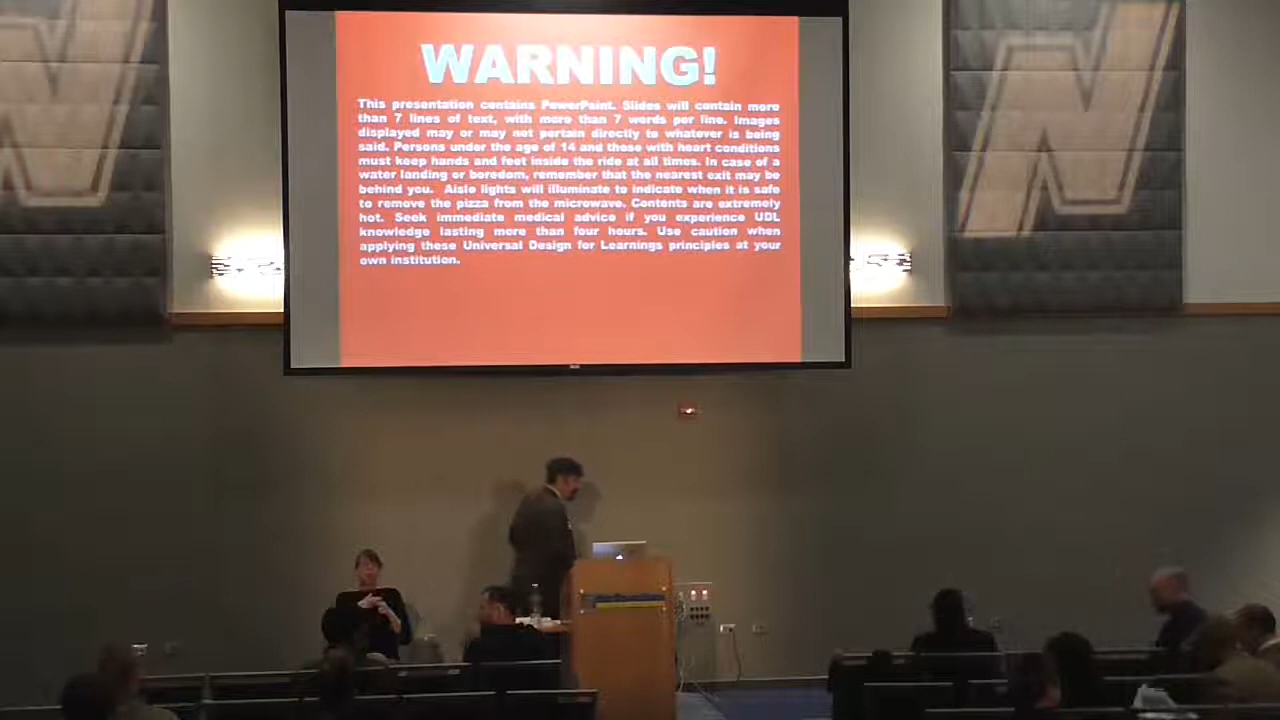 WARNING!
This presentation contains PowerPoint. Slides will contain more
than 7 lines of text, with more than 7 words per line. Images
displayed may or may not pertain directly to whatever is being
said. Persons under the age of 14 and those with heart conditions
must keep hands and feet inside the ride at all times. In case of a
water landing or boredom, remember that the nearest exit may be
behind you. Aisle lights will illuminate to indicate when it is safe
to remove the pizza from the microwave. Contents are extremely
hot. Seek immediate medical advice if you experience UDL
knowledge lasting more than four hours. Use caution when
applying these Universal Design for Learnings principles at your
own institution.
N
N